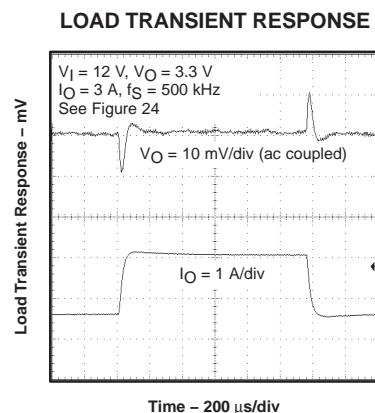 LOAD TRANSIENT RESPONSE
VI = 12 V, VO = 3.3 V
IO = 3 A, fS = 500 kHz
See Figure 24
VO = 10 mV/div (ac coupled)
Load Transient Response – mV
IO = 1 A/div
Time – 200 μs/div